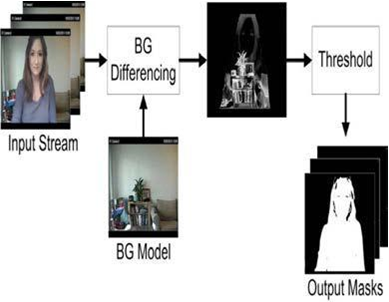 BG
Differencing
Threshold
Input Stream
BG Model
Output Masks